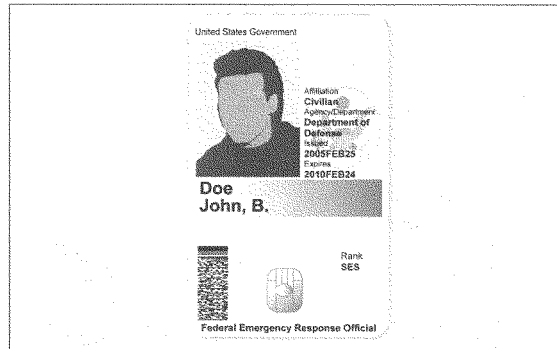 United States Government
Affiliation
Civilian
Agency/Department
Department of
Defense
Issued
2005FEB25
Expires
2010FEB24
Doe
John, B.
Rank
SES
Federal Emergency Response Official